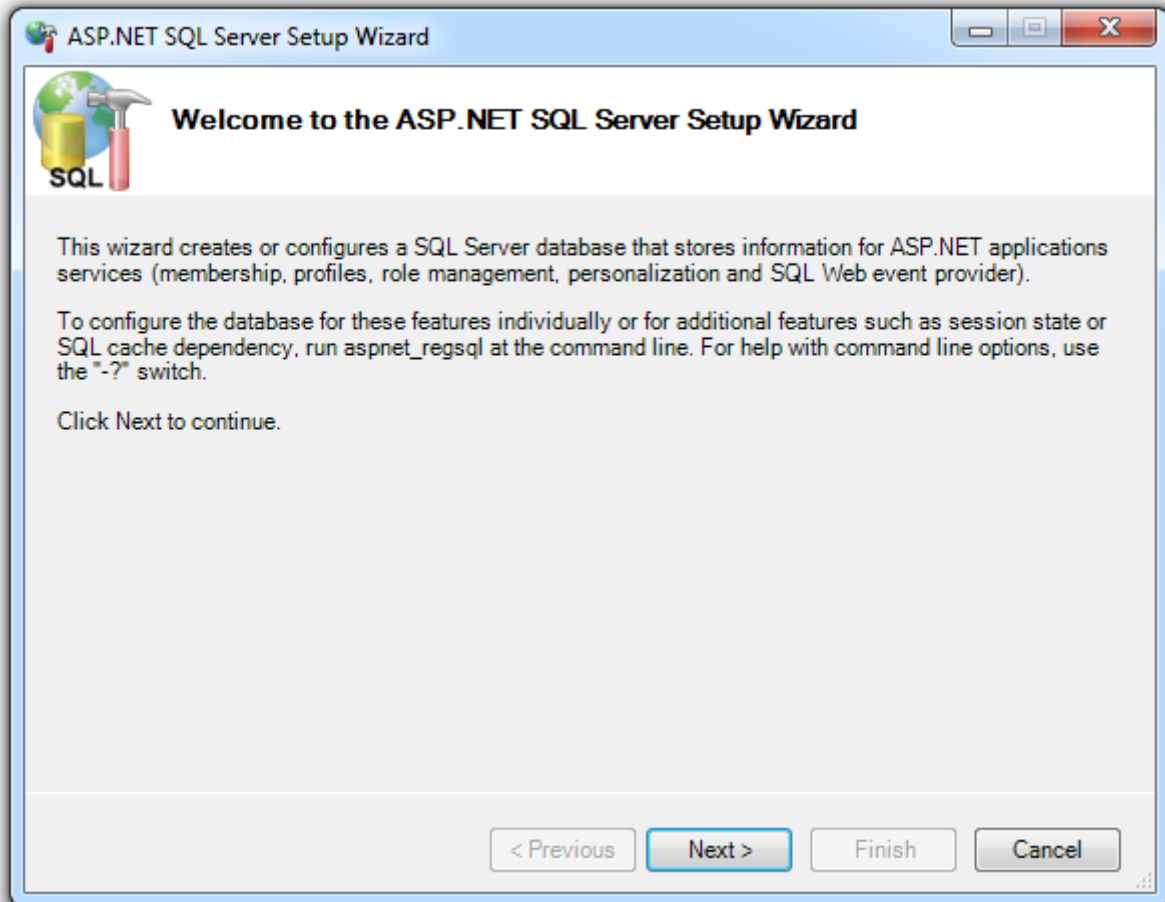 ASP.NET SQL Server Setup Wizard
Welcome to the ASP.NET SQL Server Setup Wizard
SQL
This wizard creates or configures a SQL Server database that stores information for ASP.NET applications
services (membership, profiles, role management, personalization and SQL Web event provider).
To configure the database for these features individually or for additional features such as session state or
SQL cache dependency, run aspnet_regsql at the command line. For help with command line options, use
the "-?" switch.
Click Next to continue.
< Previous
Next >
Finish
Cancel